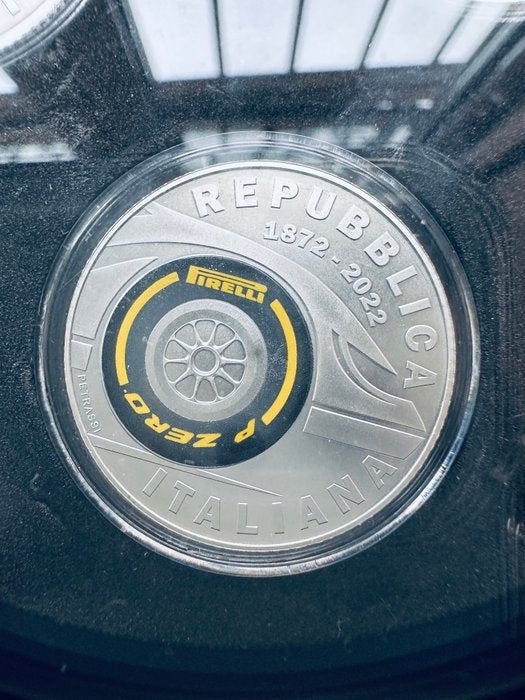 REPUBBLICA
1872-2022
PIRELLI
P ZERO
PETRASSI
ITALIANA